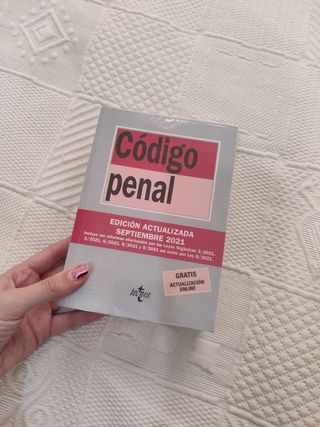 Código
penal
EDICIÓN ACTUALIZADA
SEPTIEMBRE 2021
Incluye las reformas efectuadas por las Leyes Orgánicas 2/2021,
5/2021, 6/2021, 8/2021 y 9/2021 así como por Ley 8/2021.
GRATIS
ACTUALIZACIÓN
ONLINE
tecnos